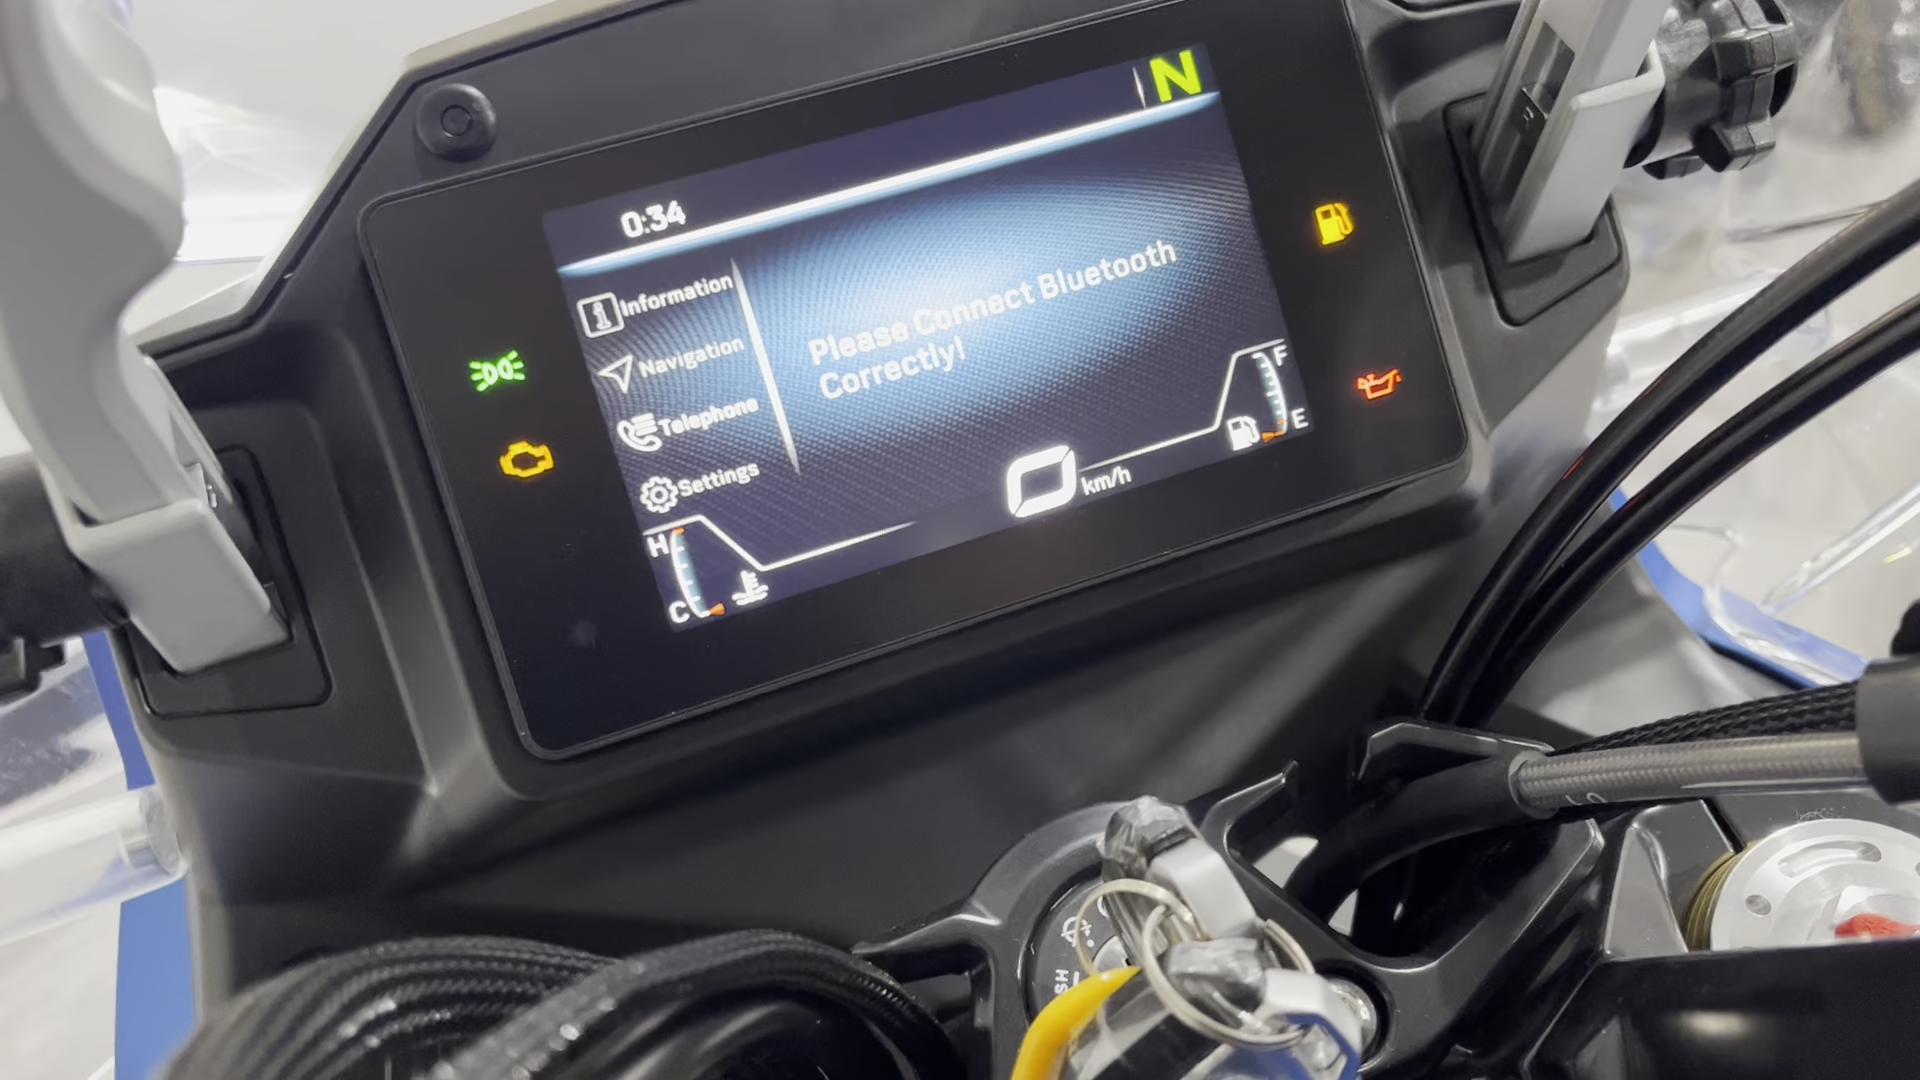 N
0:34
Information
Navigation
Telephone
Settings
Please Connect Bluetooth
Correctly!
F
E
0 km/h
H
C